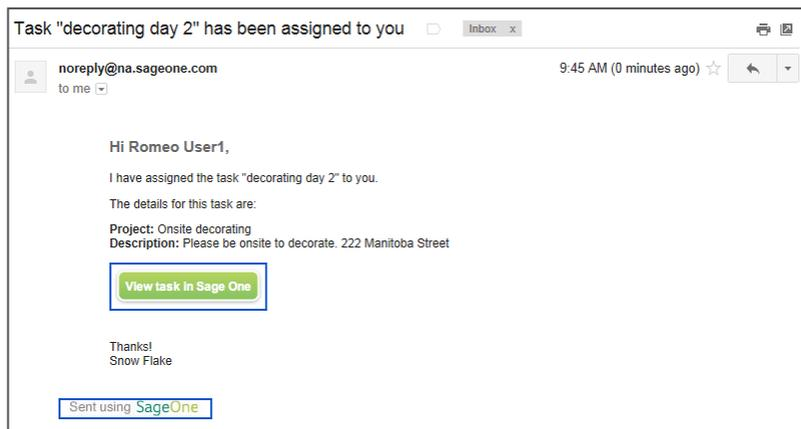 Task "decorating day 2" has been assigned to you
Inbox x
noreply@na.sageone.com
9:45 AM (0 minutes ago)
to me
Hi Romeo User1,
I have assigned the task "decorating day 2" to you.
The details for this task are:
Project: Onsite decorating
Description: Please be onsite to decorate. 222 Manitoba Street
View task in Sage One
Thanks!
Snow Flake
Sent using SageOne